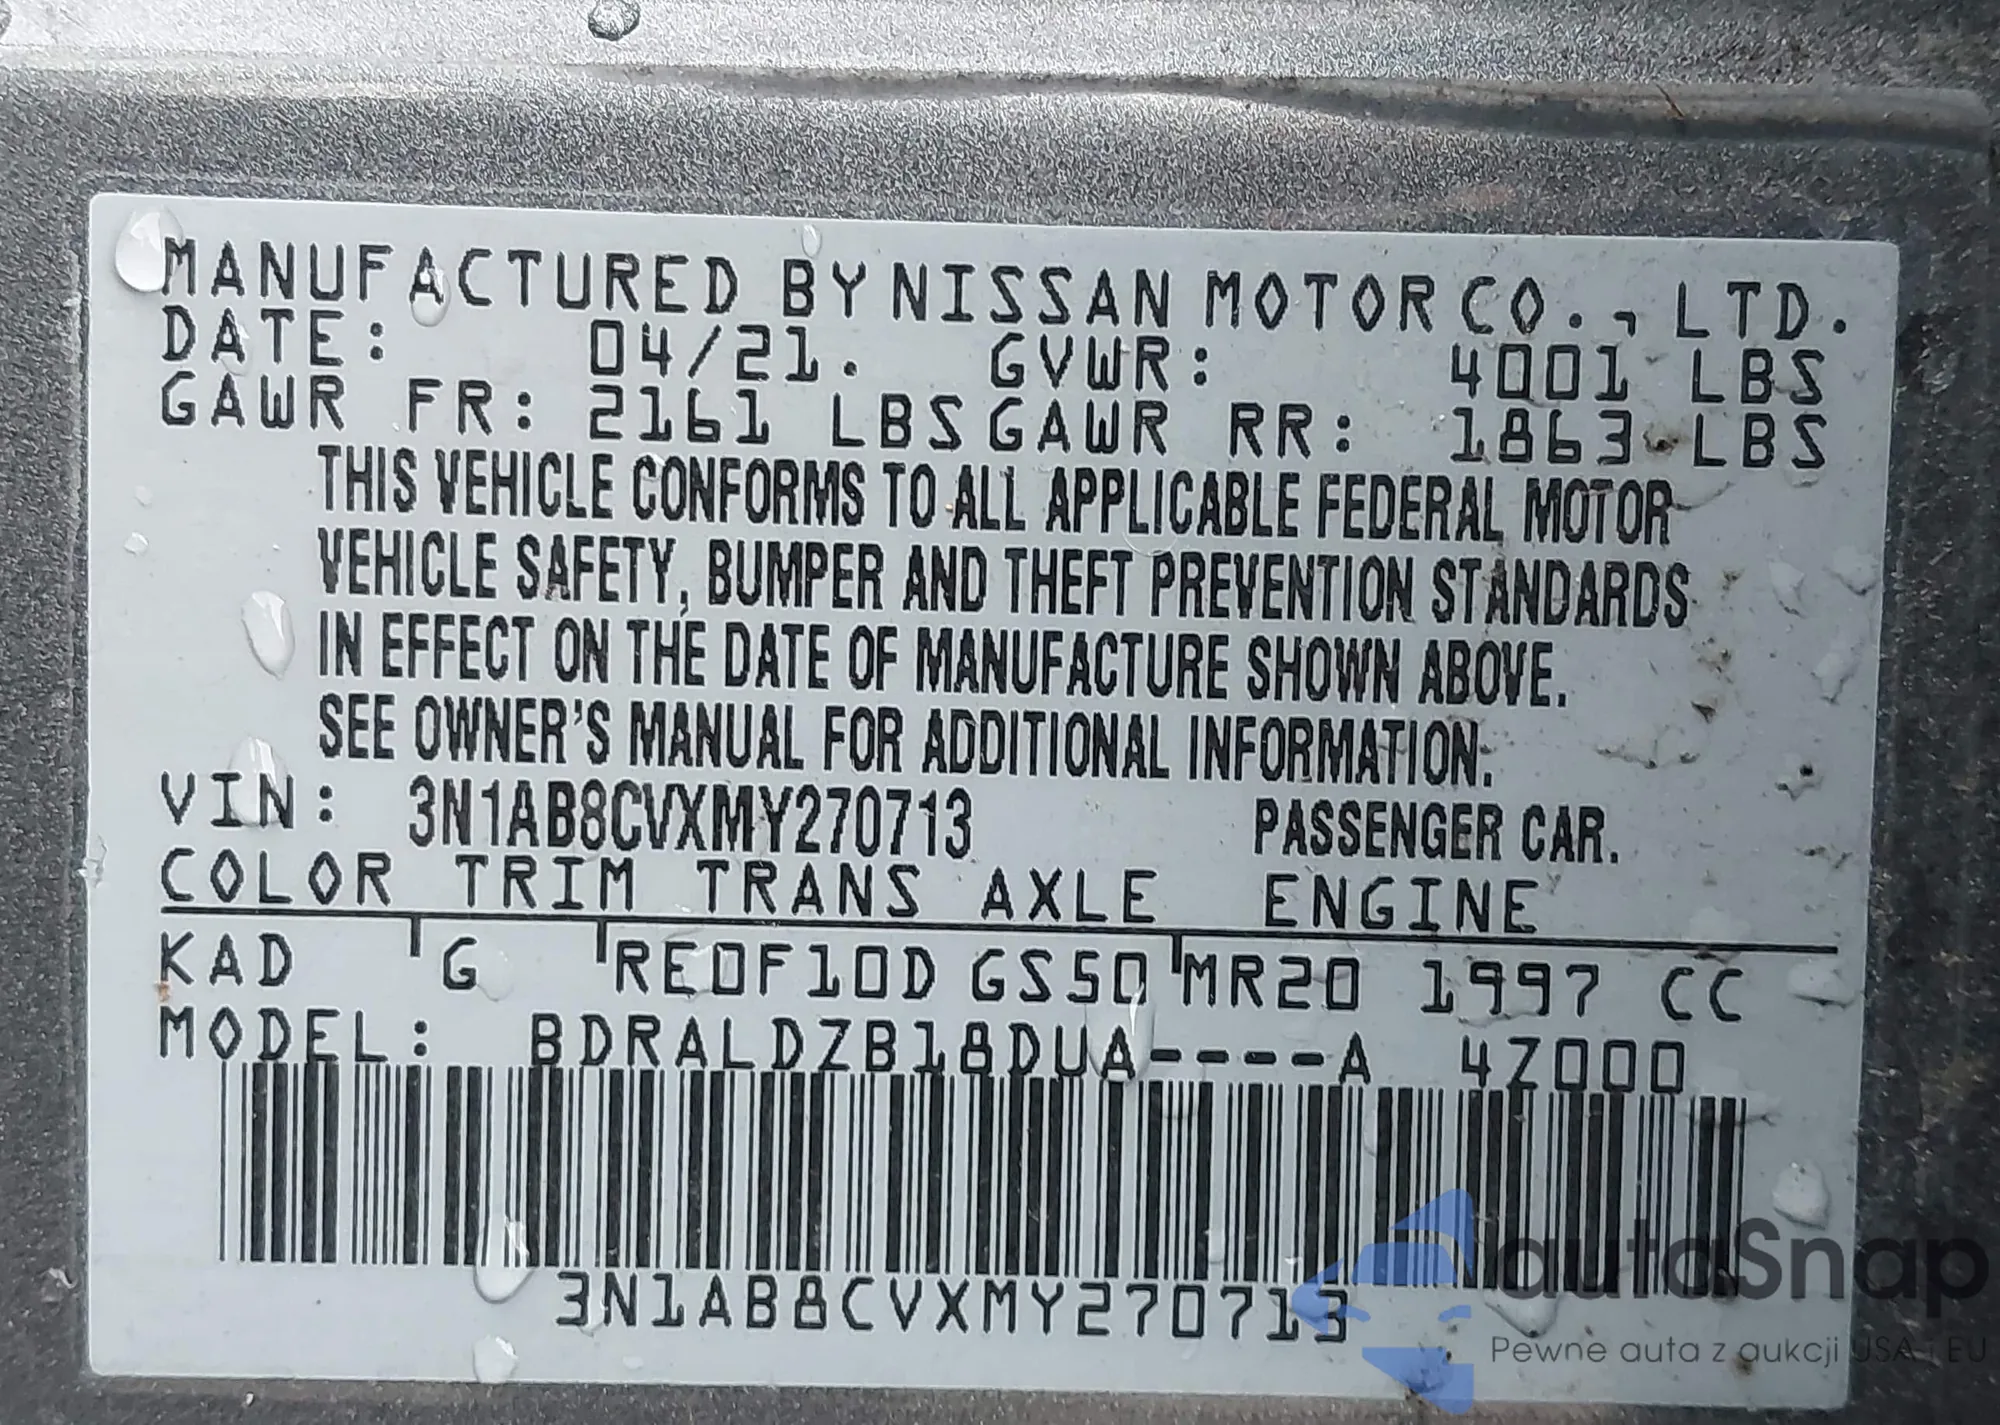 MANUFACTURED BY NISSAN MOTOR CO., LTD.
DATE: 04/21. GVWR: 4001 LBS
GAWR FR: 2161 LBS GAWR RR: 1863 LBS
THIS VEHICLE CONFORMS TO ALL APPLICABLE FEDERAL MOTOR
VEHICLE SAFETY, BUMPER AND THEFT PREVENTION STANDARDS
IN EFFECT ON THE DATE OF MANUFACTURE SHOWN ABOVE.
SEE OWNER'S MANUAL FOR ADDITIONAL INFORMATION.
VIN: 3N1AB8CVXMY270713 PASSENGER CAR.
COLOR TRIM TRANS AXLE ENGINE
KAD G RE0F10D GS50 MR20 1997 CC
MODEL: BDRALDZB18DUA----A 4Z000
3N1AB8CVXMY270713
autaSnap
Pewne auta z aukcji USA i EU